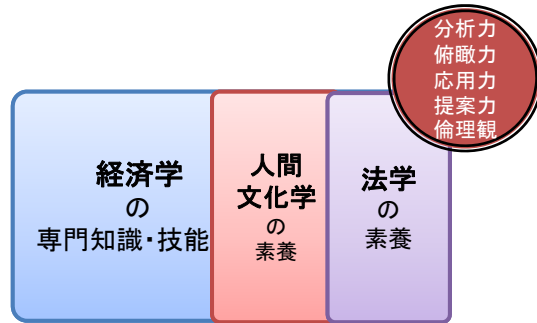 分析力
俯瞰力
応用力
提案力
倫理観
経済学
の
専門知識・技能
人間
文化学
の
素養
法学
の
素養